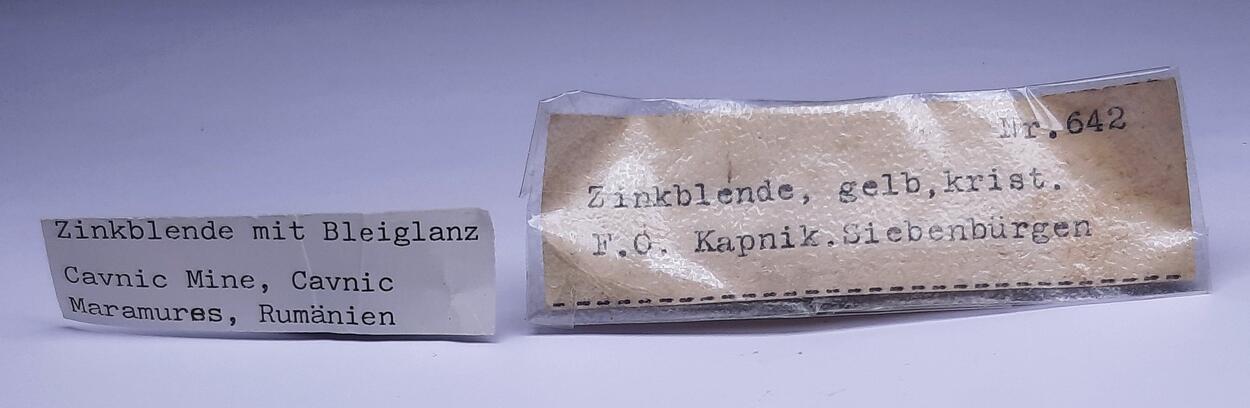 Zinkblende mit Bleiglanz
Cavnic Mine, Cavnic
Maramures, Rumänien
Nr.642
Zinkblende, gelb,krist.
F.O. Kapnik.Siebenbürgen